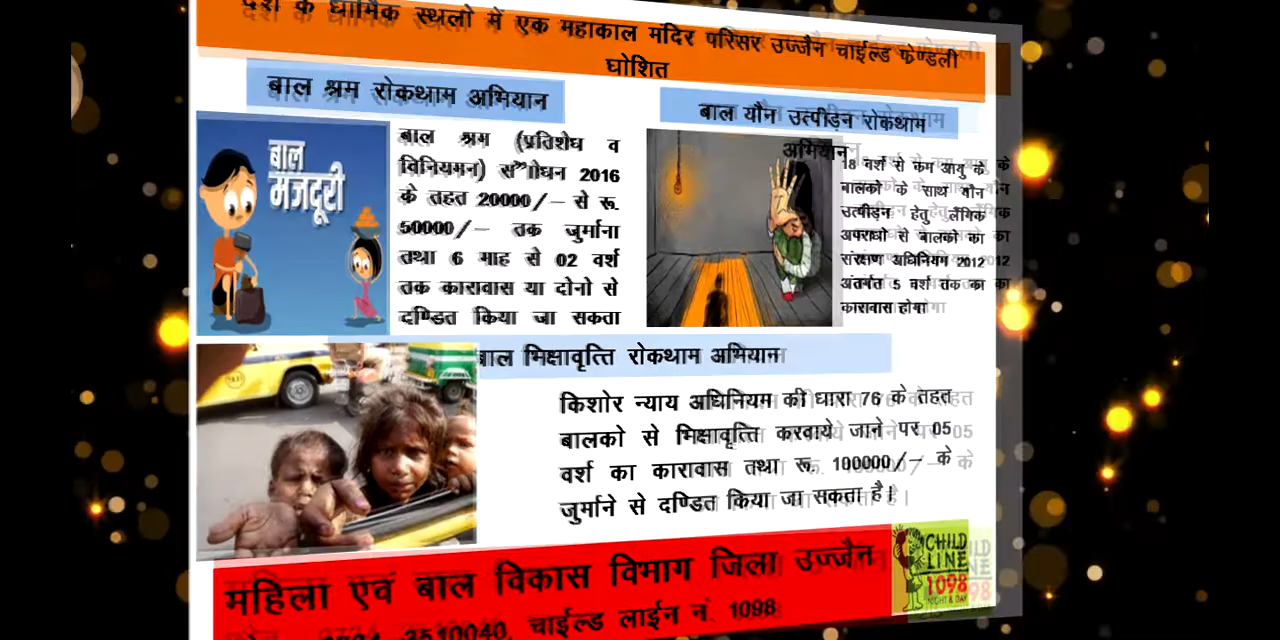 देश के धार्मिक स्थलो में एक महाकाल मंदिर परिसर उज्जैन चाईल्ड फेण्डली
घोशित
बाल श्रम रोकथाम अभियान
बाल
मजदूरी
बाल श्रम (प्रतिशेध व
विनियमन) संशोधन 2016
के तहत 20000/– से रू.
50000/– तक जुर्माना
तथा 6 माह से 02 वर्श
तक कारावास या दोनो से
दण्डित किया जा सकता
बाल यौन उत्पीड़न रोकथाम
अभियान
18 वर्श से कम आयु के
बालको के साथ यौन
उत्पीड़न हेतु लैंगिक
अपराधो से बालको का
संरक्षण अधिनियम 2012
अंतर्गत 5 वर्श तक का
कारावास होगा
बाल भिक्षावृत्ति रोकथाम अभियान
किशोर न्याय अधिनियम की धारा 76 के तहत
बालको से भिक्षावृत्ति करवाये जाने पर 05
वर्श का कारावास तथा रू. 100000/– के
जुर्माने से दण्डित किया जा सकता है।
महिला एवं बाल विकास विभाग जिला उज्जैन
3510040, चाईल्ड लाईन नं. 1098
CHILD
LINE
1098
NIGHT & DAY